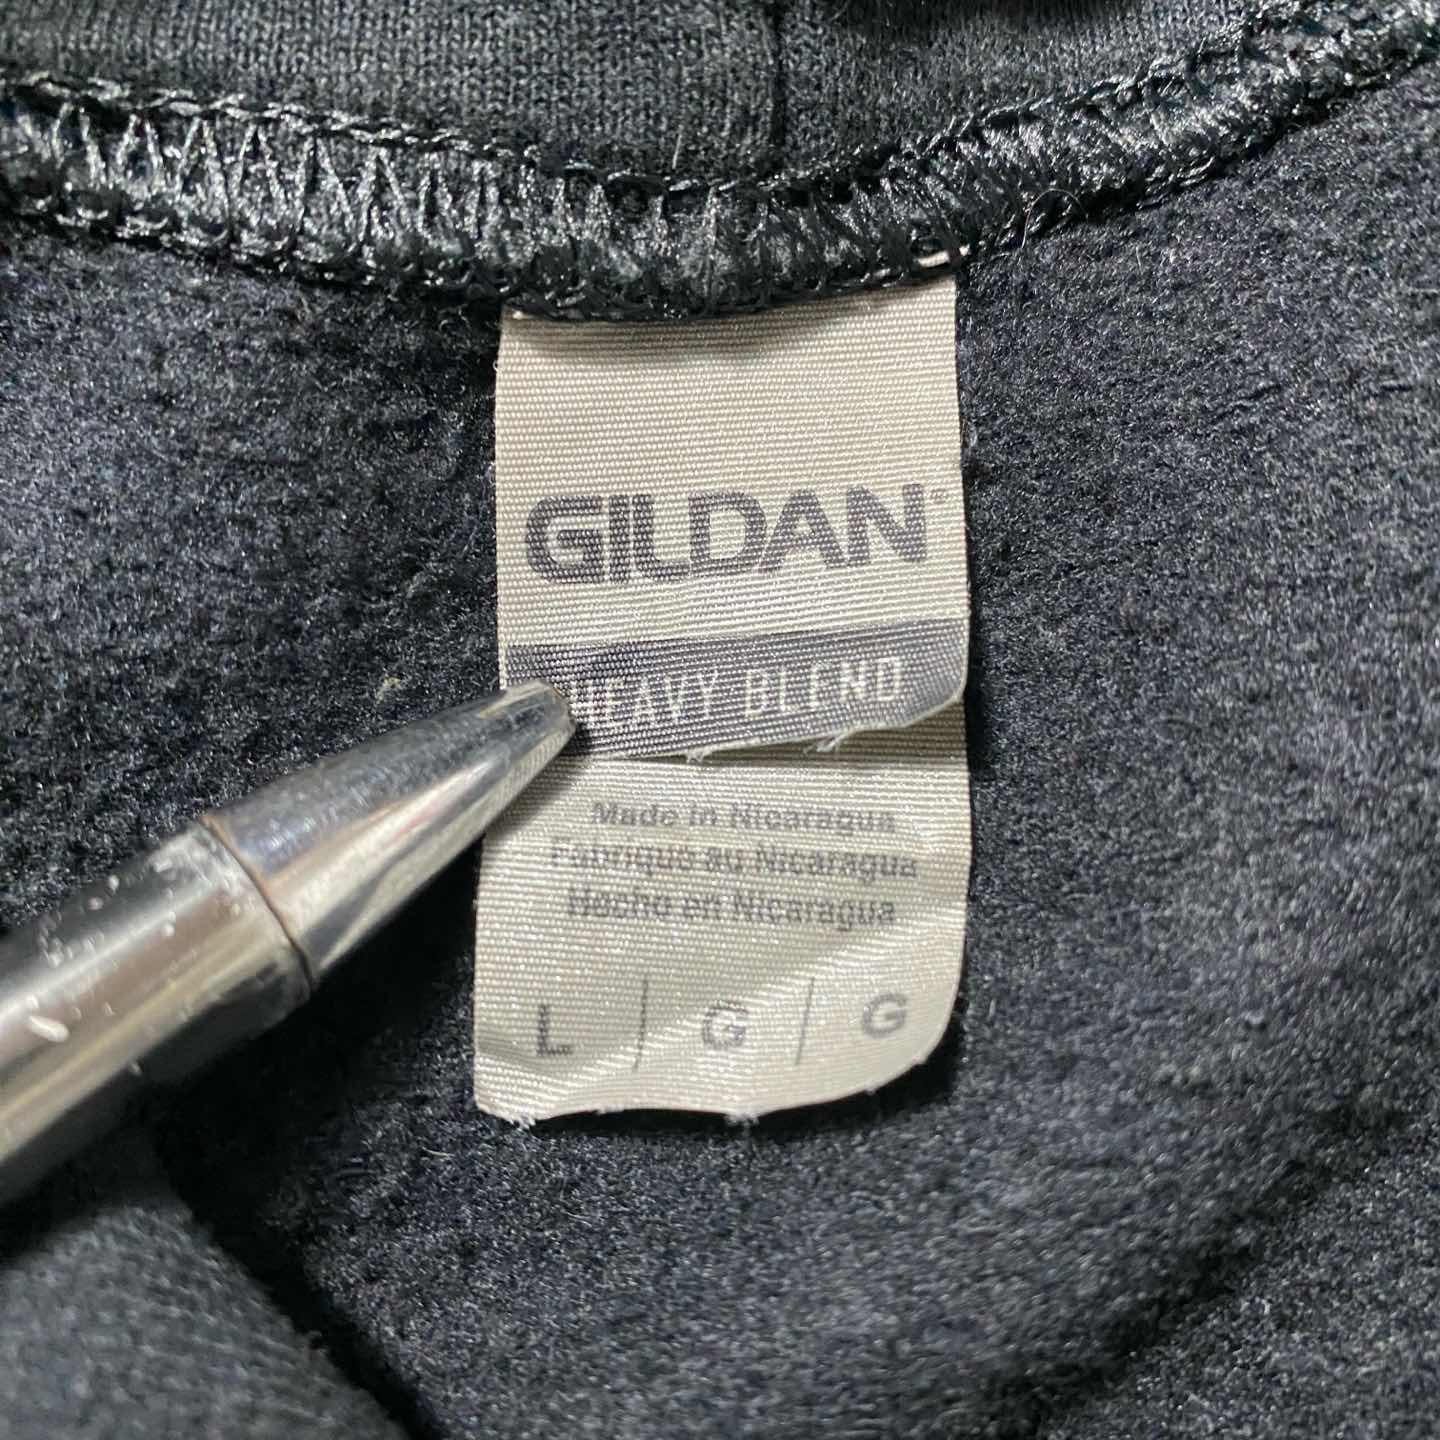 GILDAN®
HEAVY BLEND
Made in Nicaragua
Fabriqué au Nicaragua
Hecho en Nicaragua
L | G | G